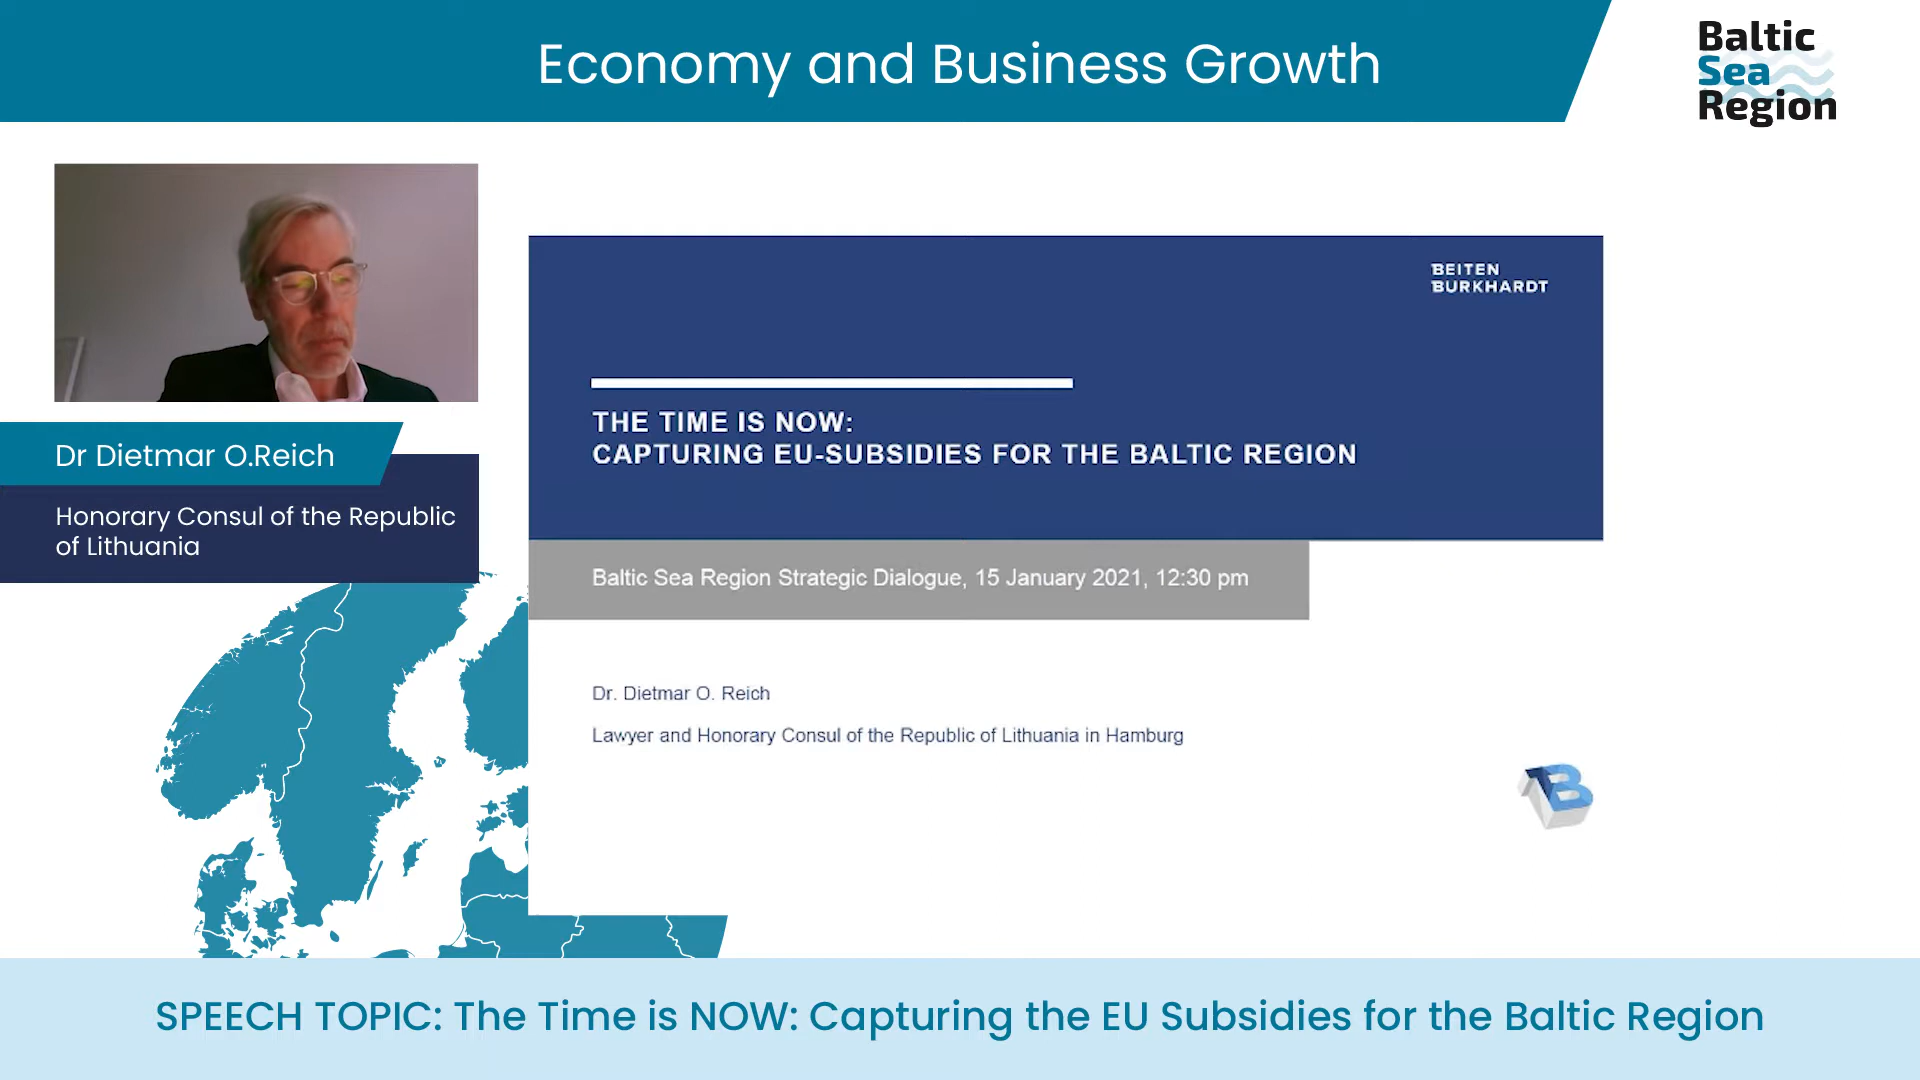 Economy and Business Growth
Baltic
Sea
Region
BEITEN
BURKHARDT
THE TIME IS NOW:
CAPTURING EU-SUBSIDIES FOR THE BALTIC REGION
Dr Dietmar O.Reich
Honorary Consul of the Republic
of Lithuania
Baltic Sea Region Strategic Dialogue, 15 January 2021, 12:30 pm
Dr. Dietmar O. Reich
Lawyer and Honorary Consul of the Republic of Lithuania in Hamburg
B
SPEECH TOPIC: The Time is NOW: Capturing the EU Subsidies for the Baltic Region